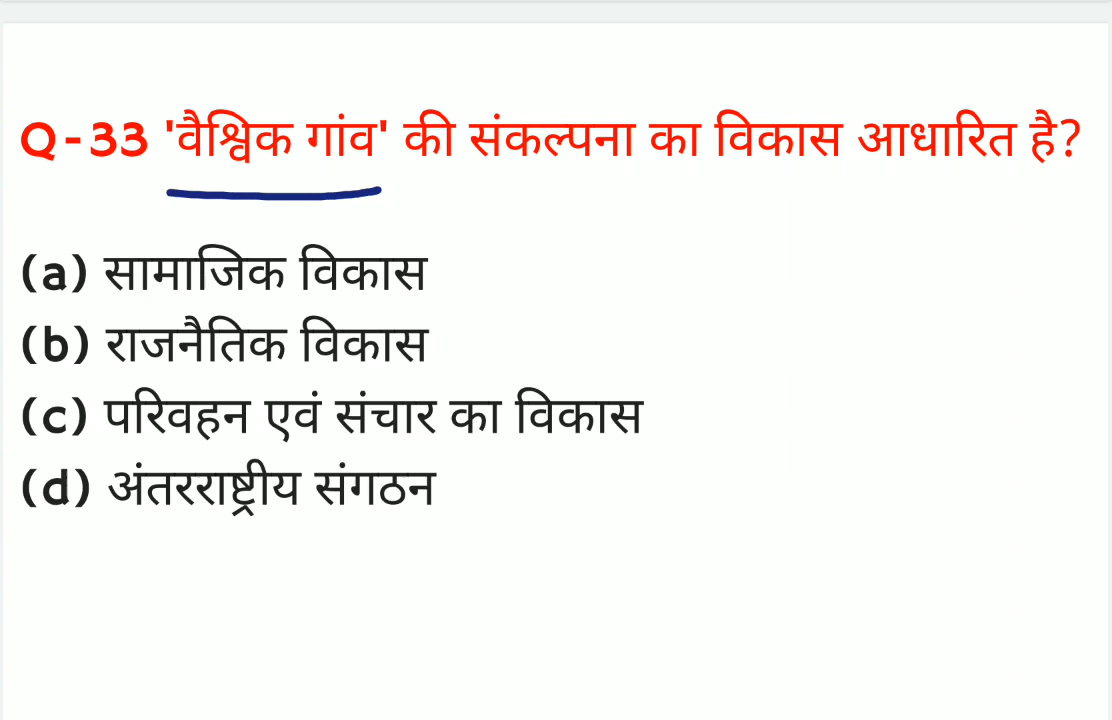 Q-33 'वैश्विक गांव' की संकल्पना का विकास आधारित है?
(a) सामाजिक विकास
(b) राजनैतिक विकास
(c) परिवहन एवं संचार का विकास
(d) अंतरराष्ट्रीय संगठन